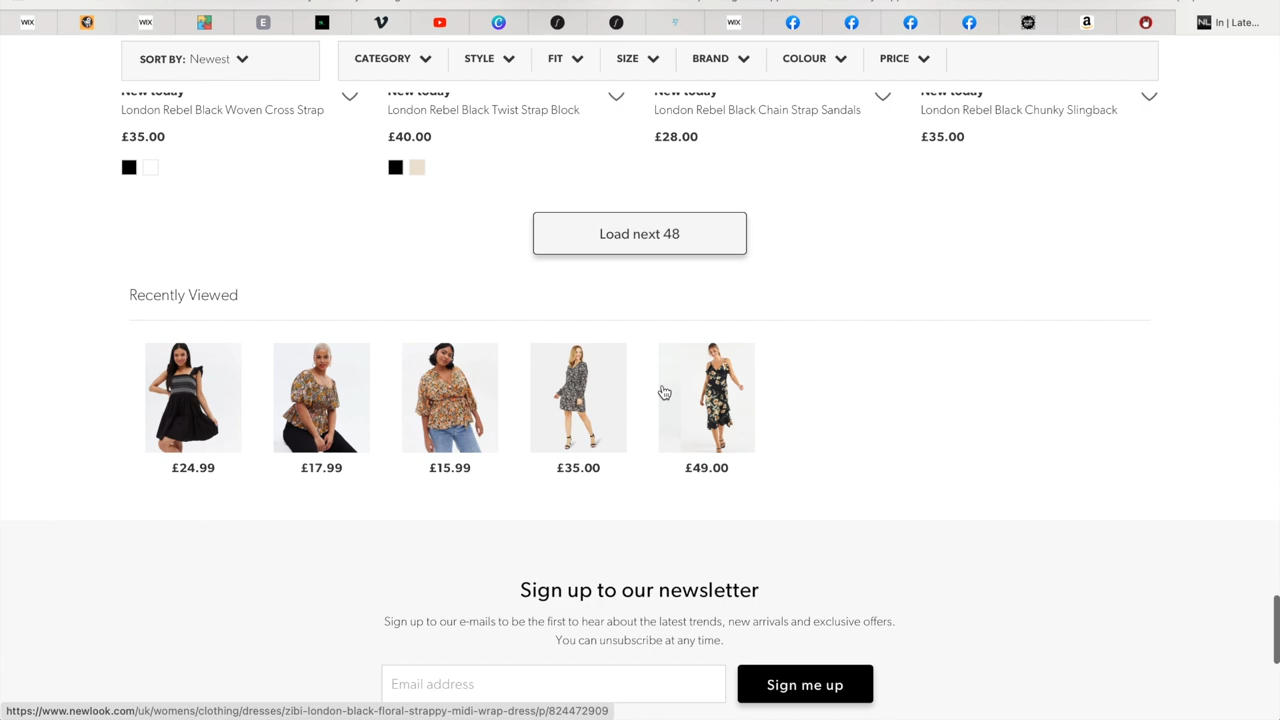 WIX
E
WIX
a
NL In | Late...
SORT BY: Newest
CATEGORY
STYLE
FIT
SIZE
BRAND
COLOUR
PRICE
New today
New today
New today
New today
London Rebel Black Woven Cross Strap
London Rebel Black Twist Strap Block
London Rebel Black Chain Strap Sandals
London Rebel Black Chunky Slingback
£35.00
£40.00
£28.00
£35.00
Load next 48
Recently Viewed
£24.99
£17.99
£15.99
£35.00
£49.00
Sign up to our newsletter
Sign up to our e-mails to be the first to hear about the latest trends, new arrivals and exclusive offers.
You can unsubscribe at any time.
Email address
Sign me up
https://www.newlook.com/uk/womens/clothing/dresses/zibi-london-black-floral-strappy-midi-wrap-dress/p/824472909